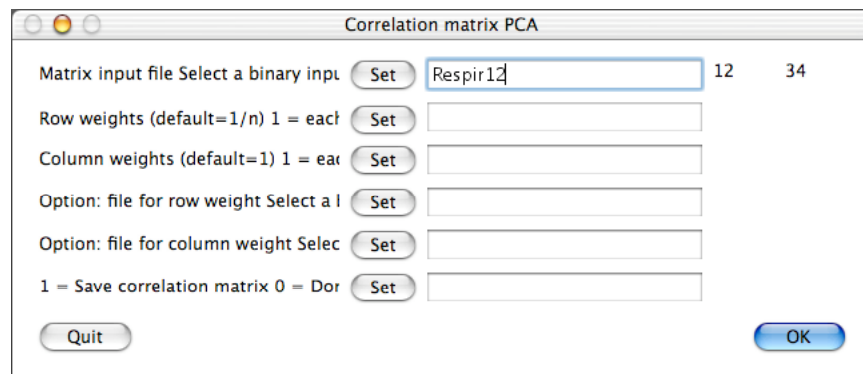 Correlation matrix PCA
Matrix input file Select a binary inpu Set Respir12 12 34
Row weights (default=1/n) 1 = each Set
Column weights (default=1) 1 = eac Set
Option: file for row weight Select a b Set
Option: file for column weight Selec Set
1 = Save correlation matrix 0 = Don Set
Quit OK